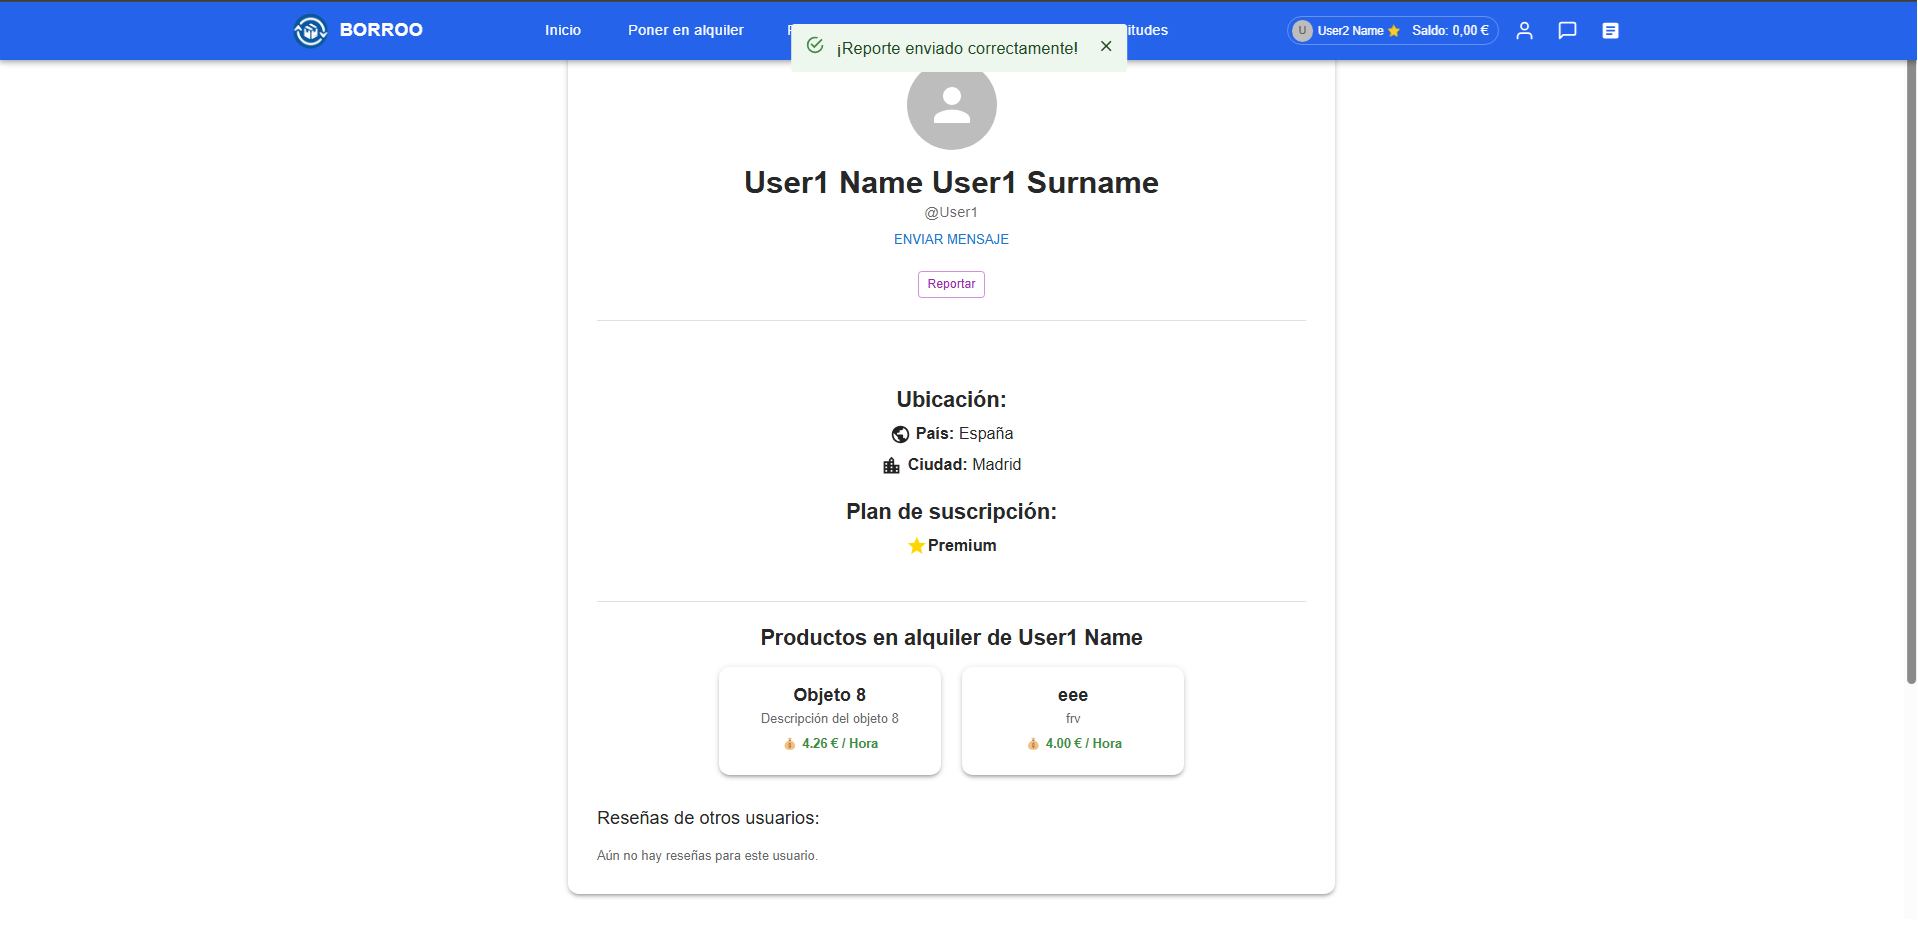 BORROO
Inicio
Poner en alquiler
¡Reporte enviado correctamente!
User2 Name
Saldo: 0,00 €
User1 Name User1 Surname
@User1
ENVIAR MENSAJE
Reportar
Ubicación:
País: España
Ciudad: Madrid
Plan de suscripción:
Premium
Productos en alquiler de User1 Name
Objeto 8
Descripción del objeto 8
4.26 € / Hora
eee
frv
4.00 € / Hora
Reseñas de otros usuarios:
Aún no hay reseñas para este usuario.